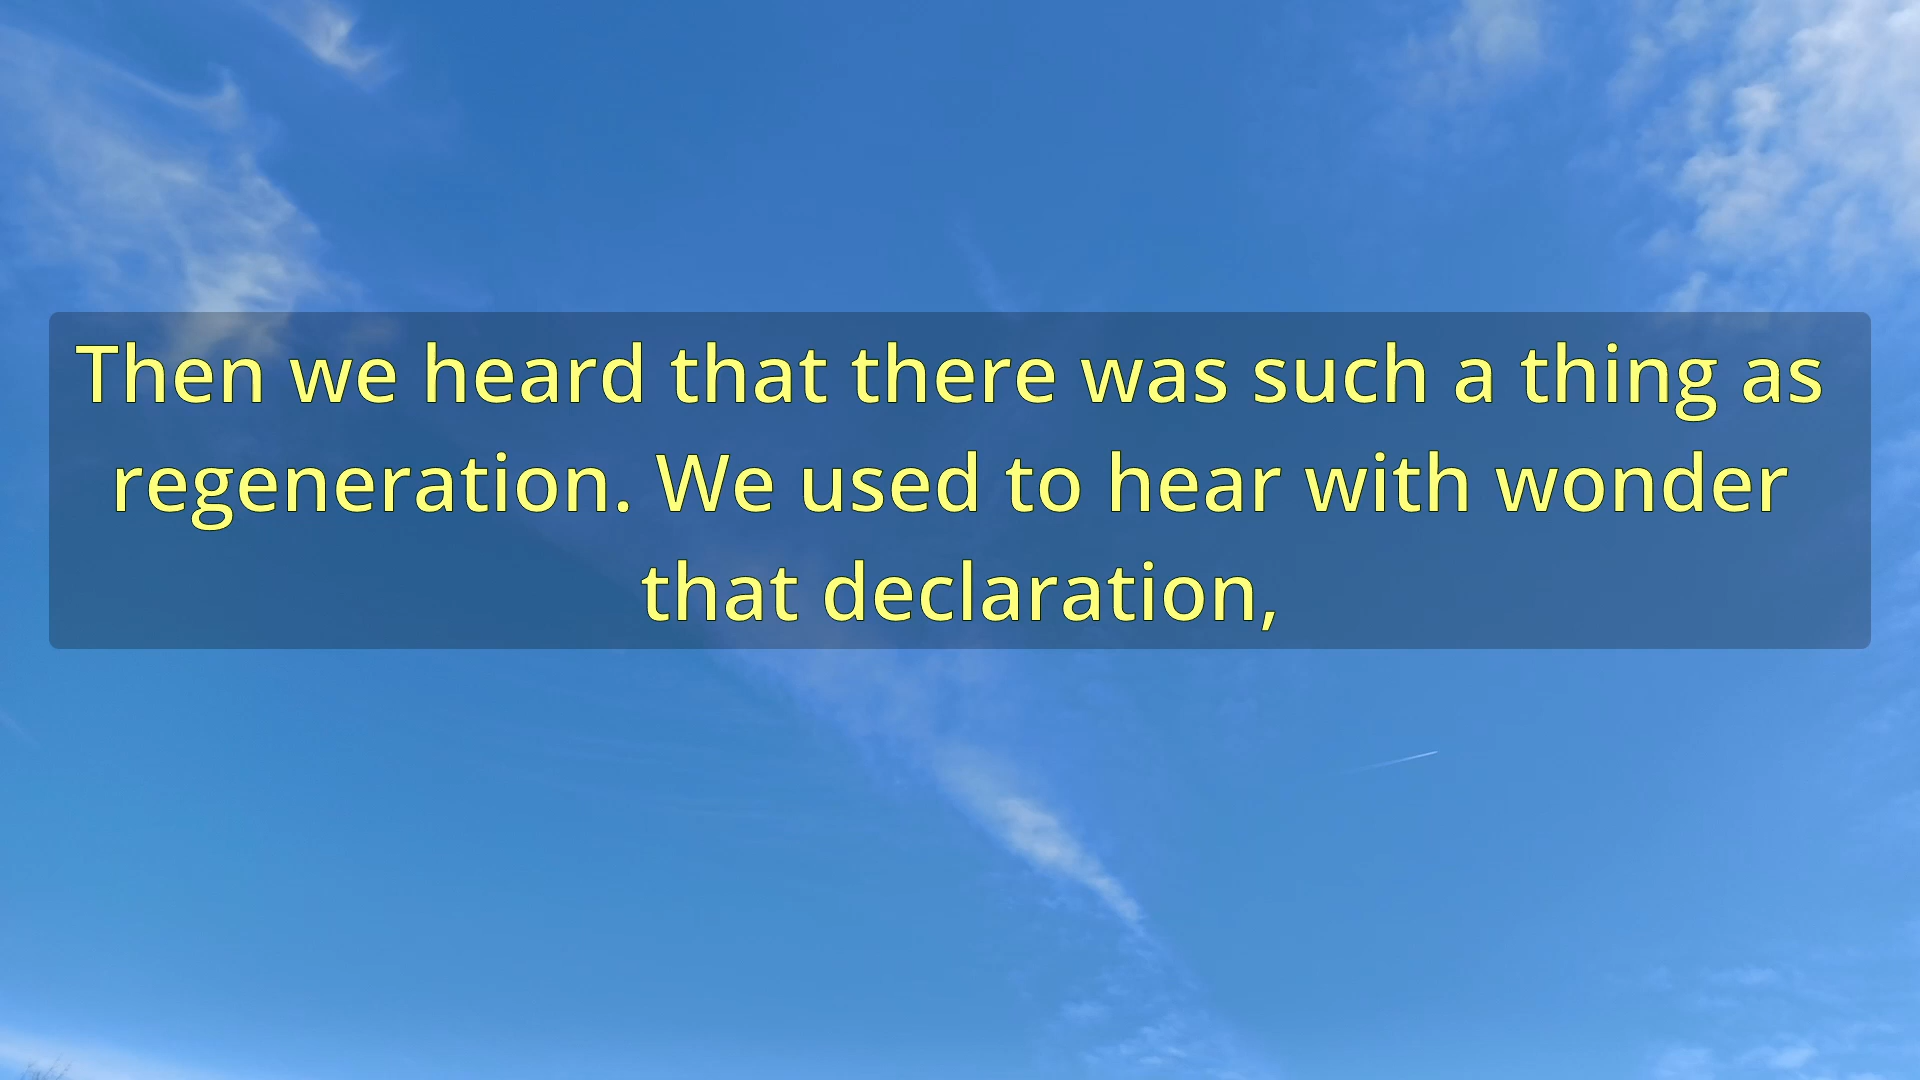 Then we heard that there was such a thing as
regeneration. We used to hear with wonder
that declaration,